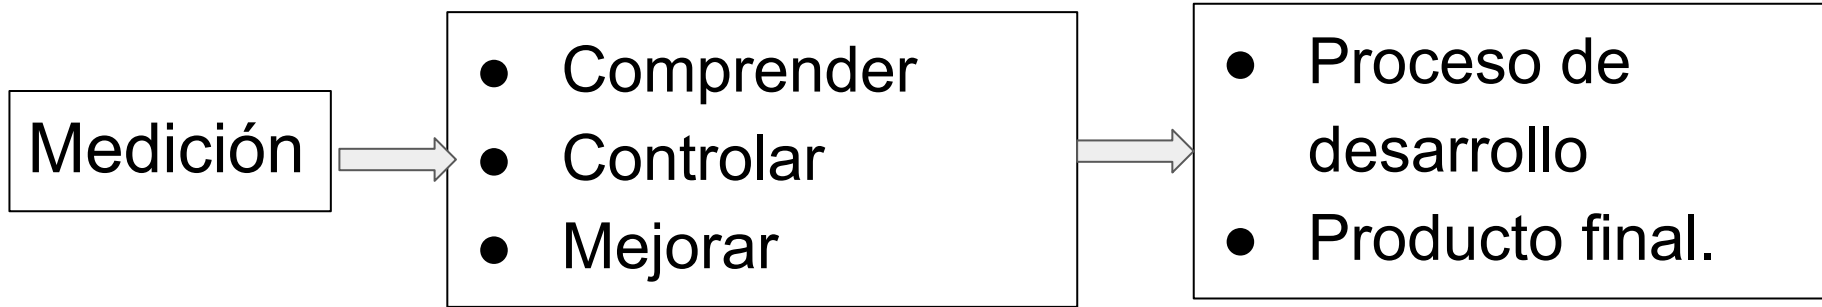 Medición
● Comprender
● Controlar
● Mejorar
● Proceso de
desarrollo
● Producto final.